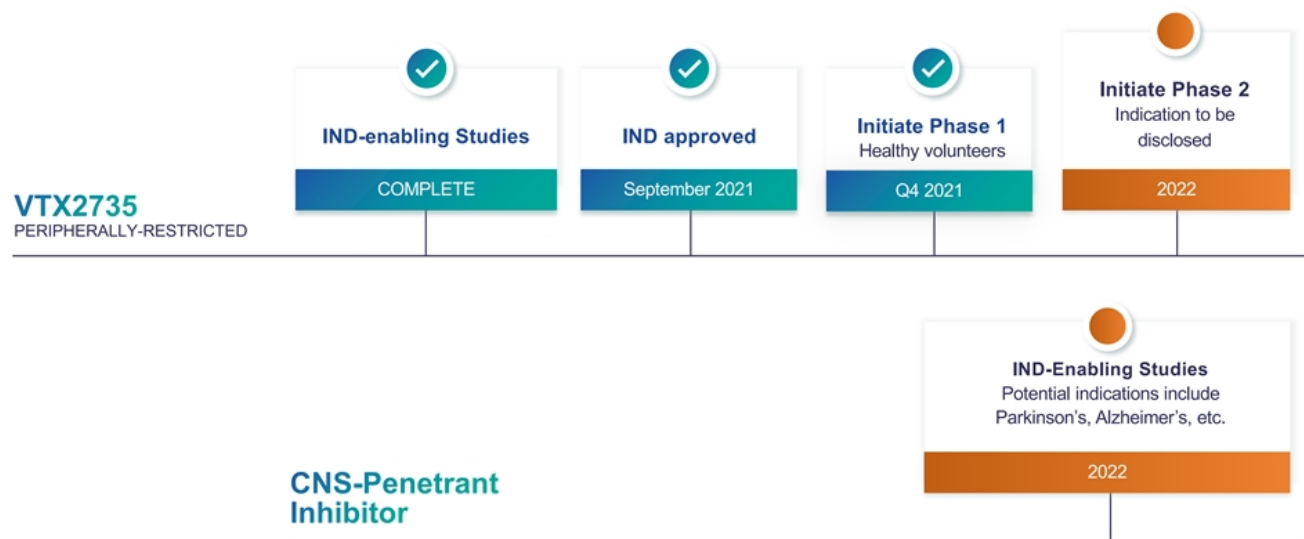 IND-enabling Studies
COMPLETE
IND approved
September 2021
Initiate Phase 1
Healthy volunteers
Q4 2021
Initiate Phase 2
Indication to be
disclosed
2022
VTX2735
PERIPHERALLY-RESTRICTED
IND-Enabling Studies
Potential indications include
Parkinson's, Alzheimer's, etc.
2022
CNS-Penetrant
Inhibitor